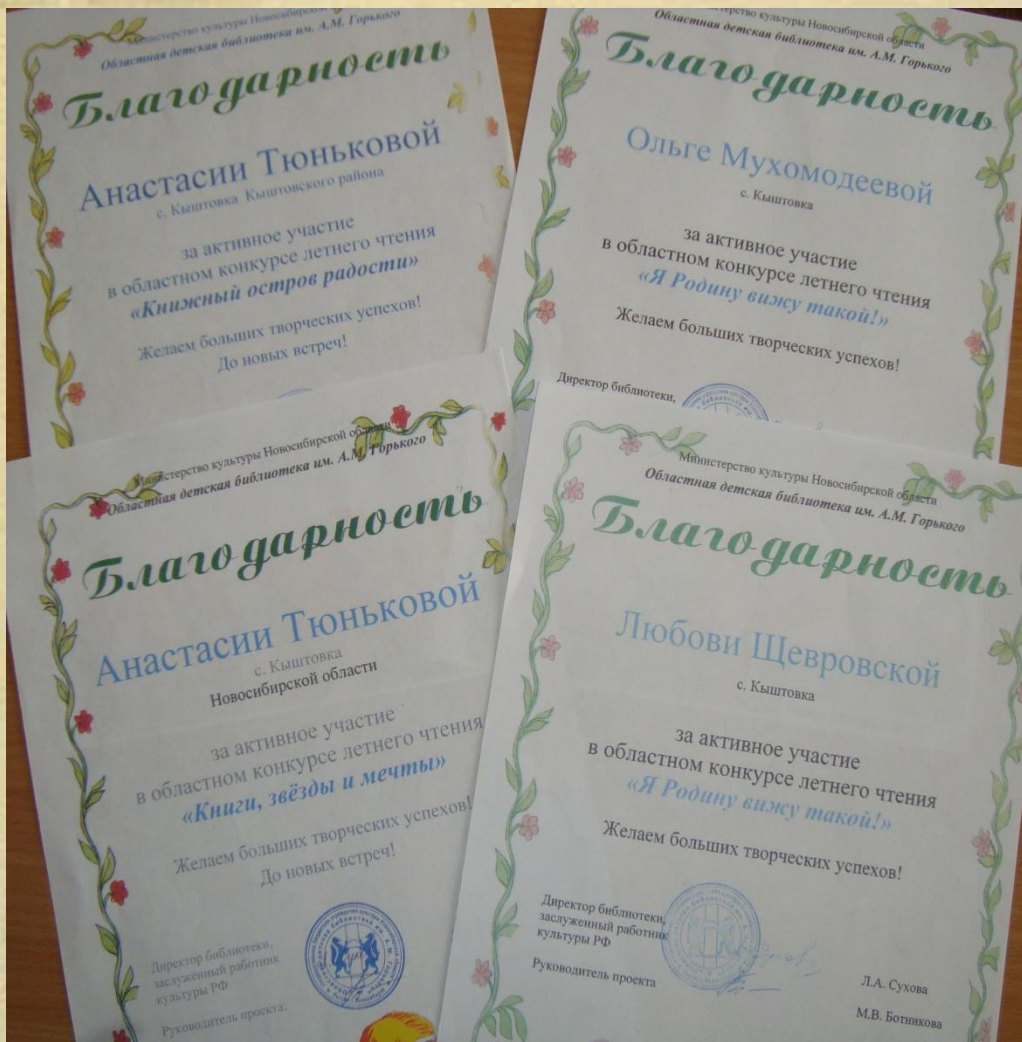 Министерство культуры Новосибирской
Областная детская библиотека им. А.М. Горького
Благодарность
Анастасии Тюньковой
с. Кыштовка Кыштовского района
за активное участие
в областном конкурсе летнего чтения
«Книжный остров радости»
Желаем больших творческих успехов!
До новых встреч!
Министерство культуры Новосибирской области
Областная детская библиотека им. А.М. Горького
Благодарность
Ольге Мухомодеевой
с. Кыштовка
за активное участие
в областном конкурсе летнего чтения
«Я Родину вижу такой!»
Желаем больших творческих успехов!
Директор библиотеки,
Министерство культуры Новосибирской области
Областная детская библиотека им. А.М. Горького
Благодарность
Анастасии Тюньковой
с. Кыштовка
Новосибирской области
за активное участие
в областном конкурсе летнего чтения
«Книги, звёзды и мечты»
Желаем больших творческих успехов!
До новых встреч!
Директор библиотеки,
заслуженный работник
культуры РФ
Руководитель проекта:
Министерство культуры Новосибирской области
Областная детская библиотека им. А.М. Горького
Благодарность
Любови Щевровской
с. Кыштовка
за активное участие
в областном конкурсе летнего чтения
«Я Родину вижу такой!»
Желаем больших творческих успехов!
Директор библиотеки,
заслуженный работник
культуры РФ
Л.А. Сухова
Руководитель проекта
М.В. Ботникова